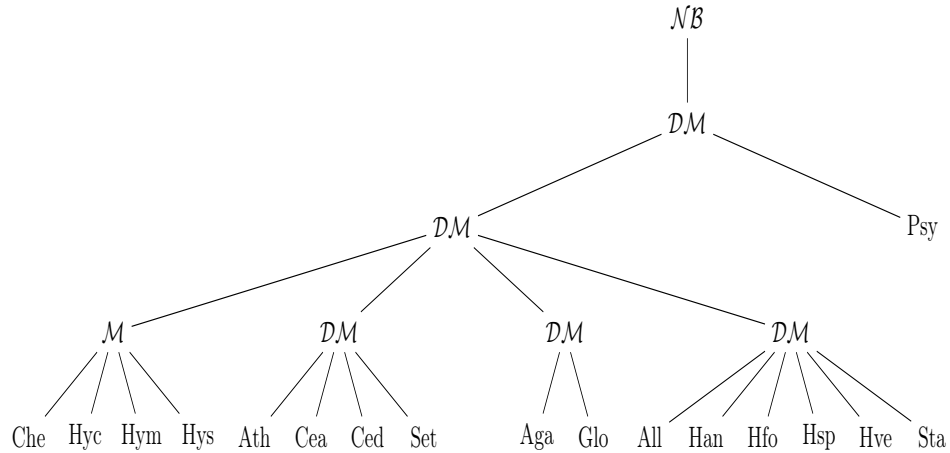 𝒩ℬ
𝒟ℳ
𝒟ℳ Psy
ℳ 𝒟ℳ 𝒟ℳ 𝒟ℳ
Che Hyc Hym Hys Ath Cea Ced Set Aga Glo All Han Hfo Hsp Hve Sta